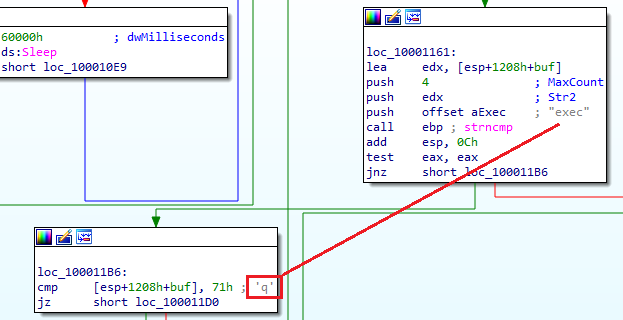 60000h ; dwMilliseconds
ds:Sleep
short loc_100010E9
loc_10001161:
lea edx, [esp+1208h+buf]
push 4 ; MaxCount
push edx ; Str2
push offset aExec ; "exec"
call ebp ; strncmp
add esp, 0Ch
test eax, eax
jnz short loc_100011B6
loc_100011B6:
cmp [esp+1208h+buf], 71h ; 'q'
jz short loc_100011D0